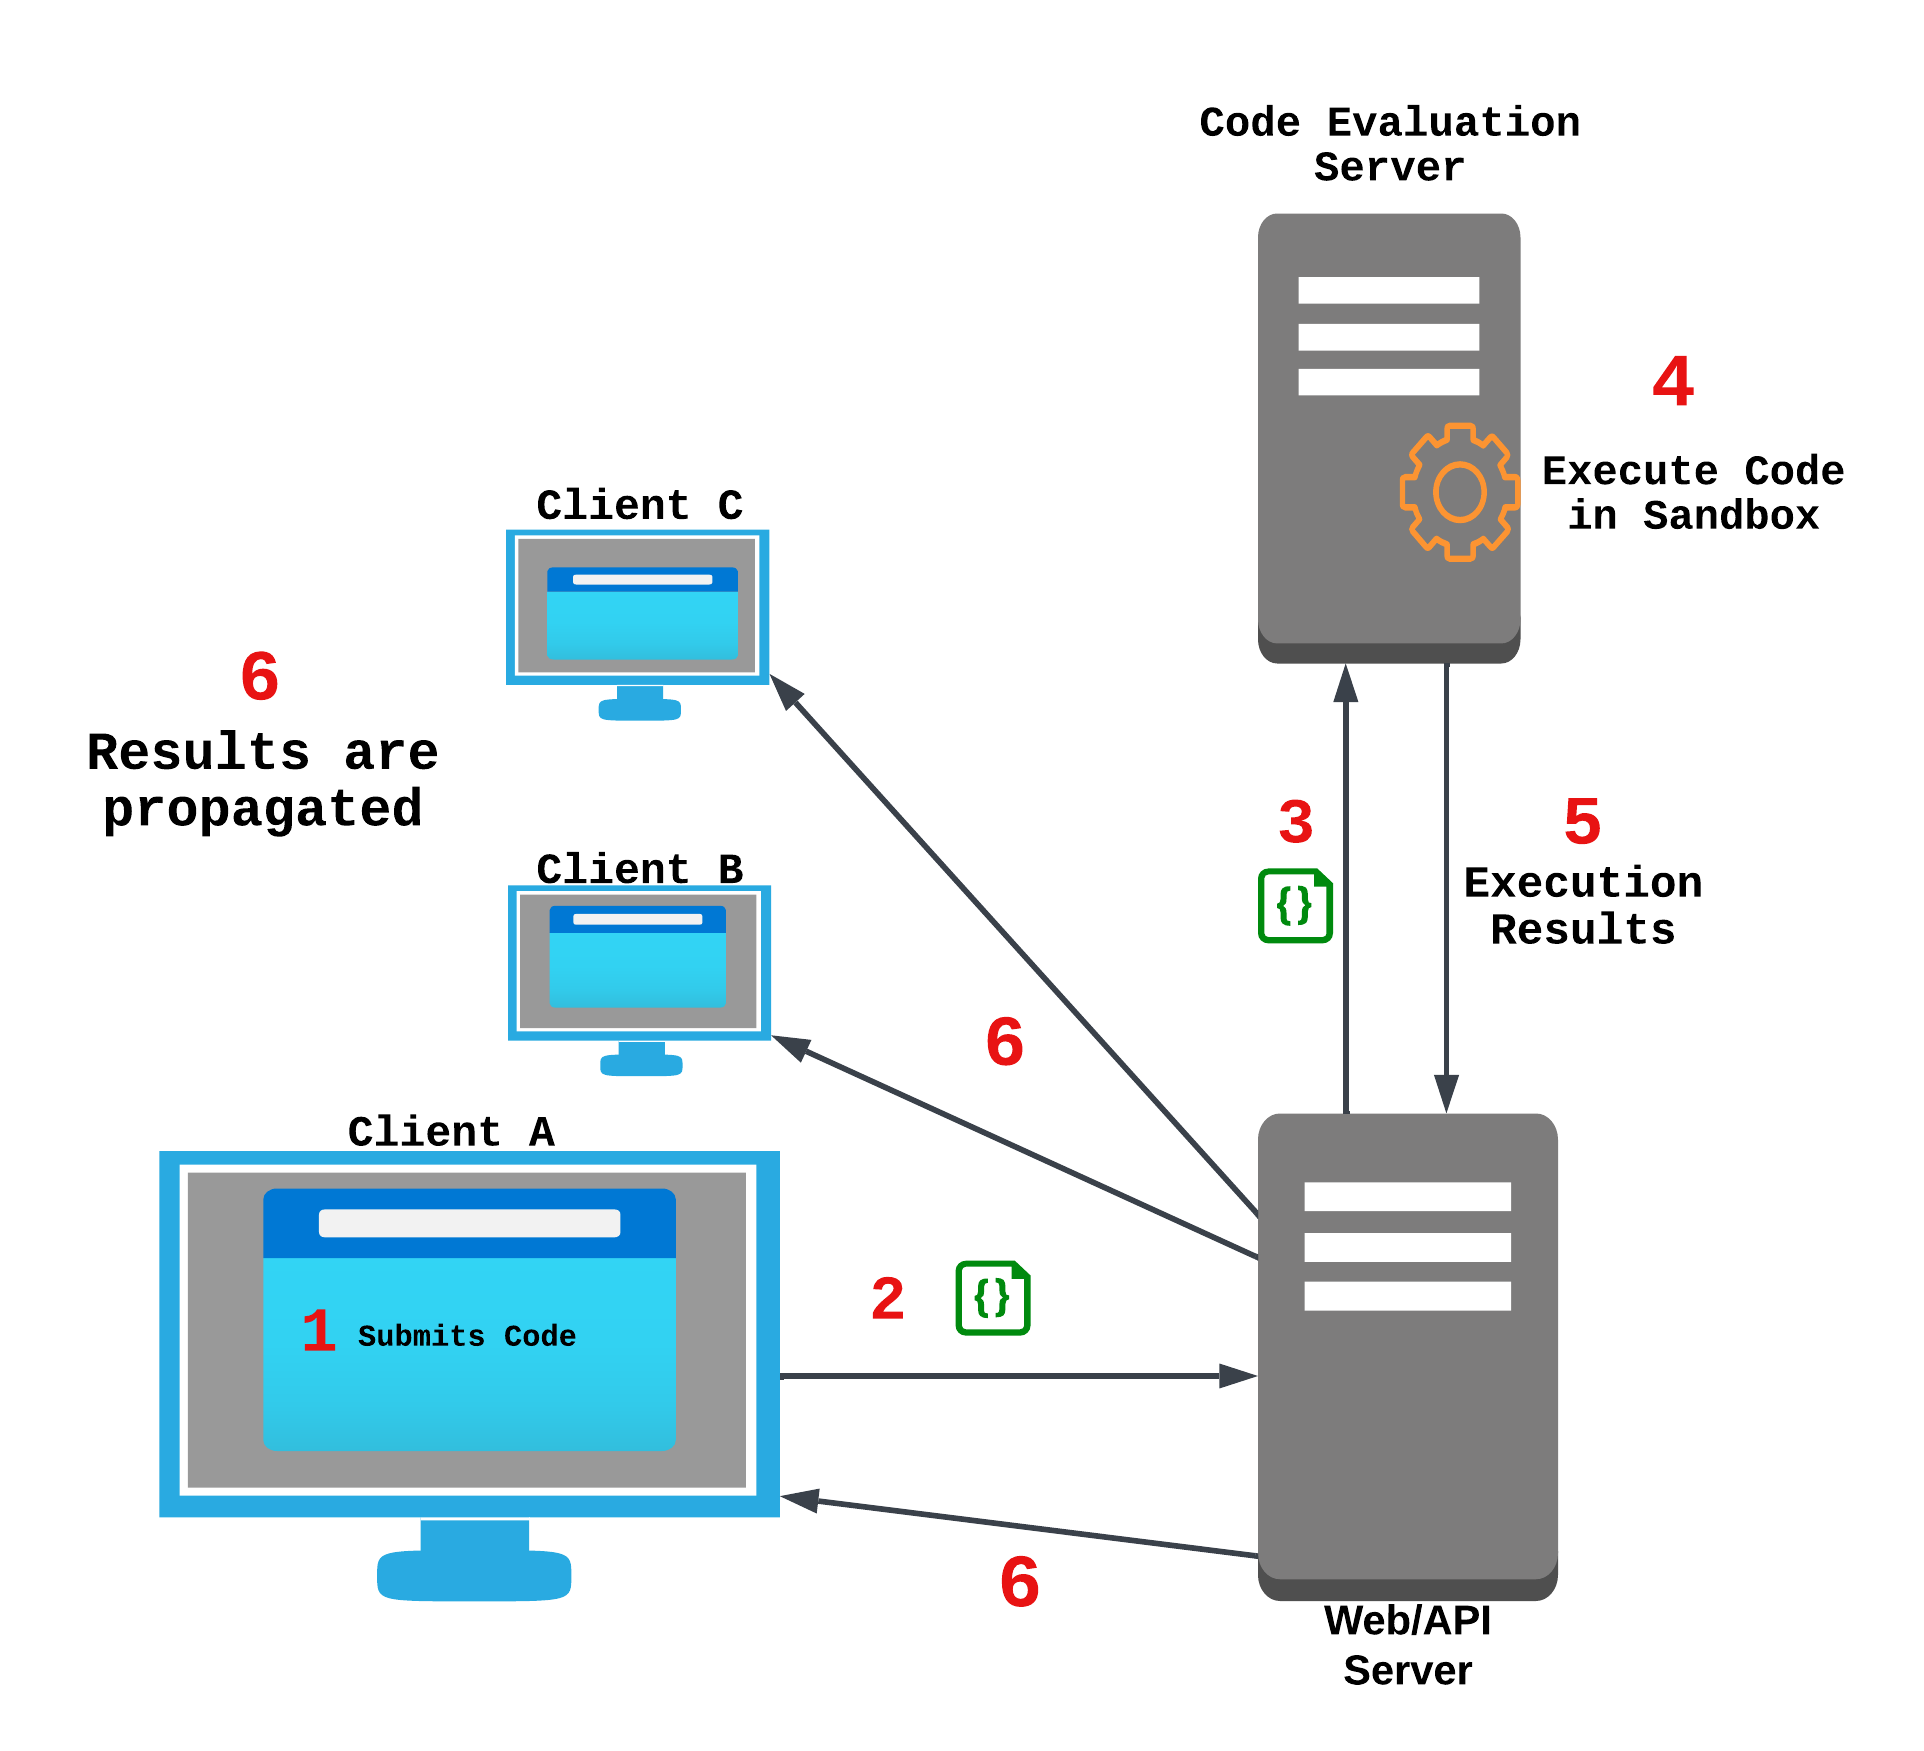 Code Evaluation
Server
4
Execute Code
in Sandbox
Client C
6
Results are
propagated
3
{}
5
Execution
Results
Client B
6
Client A
2 {}
1 Submits Code
6
Web/API
Server